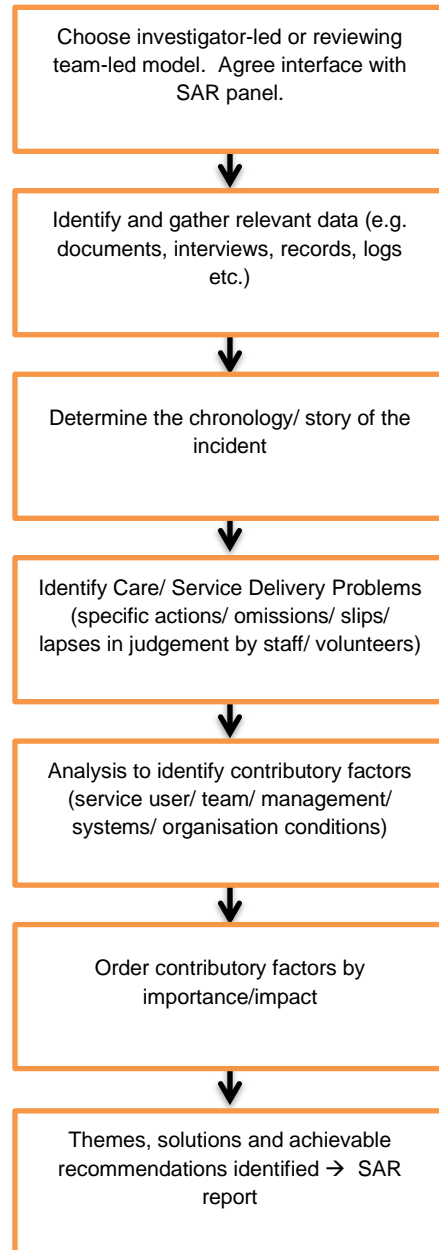 Choose investigator-led or reviewing
team-led model.  Agree interface with
SAR panel.
Identify and gather relevant data (e.g.
documents, interviews, records, logs
etc.)
Determine the chronology/ story of the
incident
Identify Care/ Service Delivery Problems
(specific actions/ omissions/ slips/
lapses in judgement by staff/ volunteers)
Analysis to identify contributory factors
(service user/ team/ management/
systems/ organisation conditions)
Order contributory factors by
importance/impact
Themes, solutions and achievable
recommendations identified → SAR
report